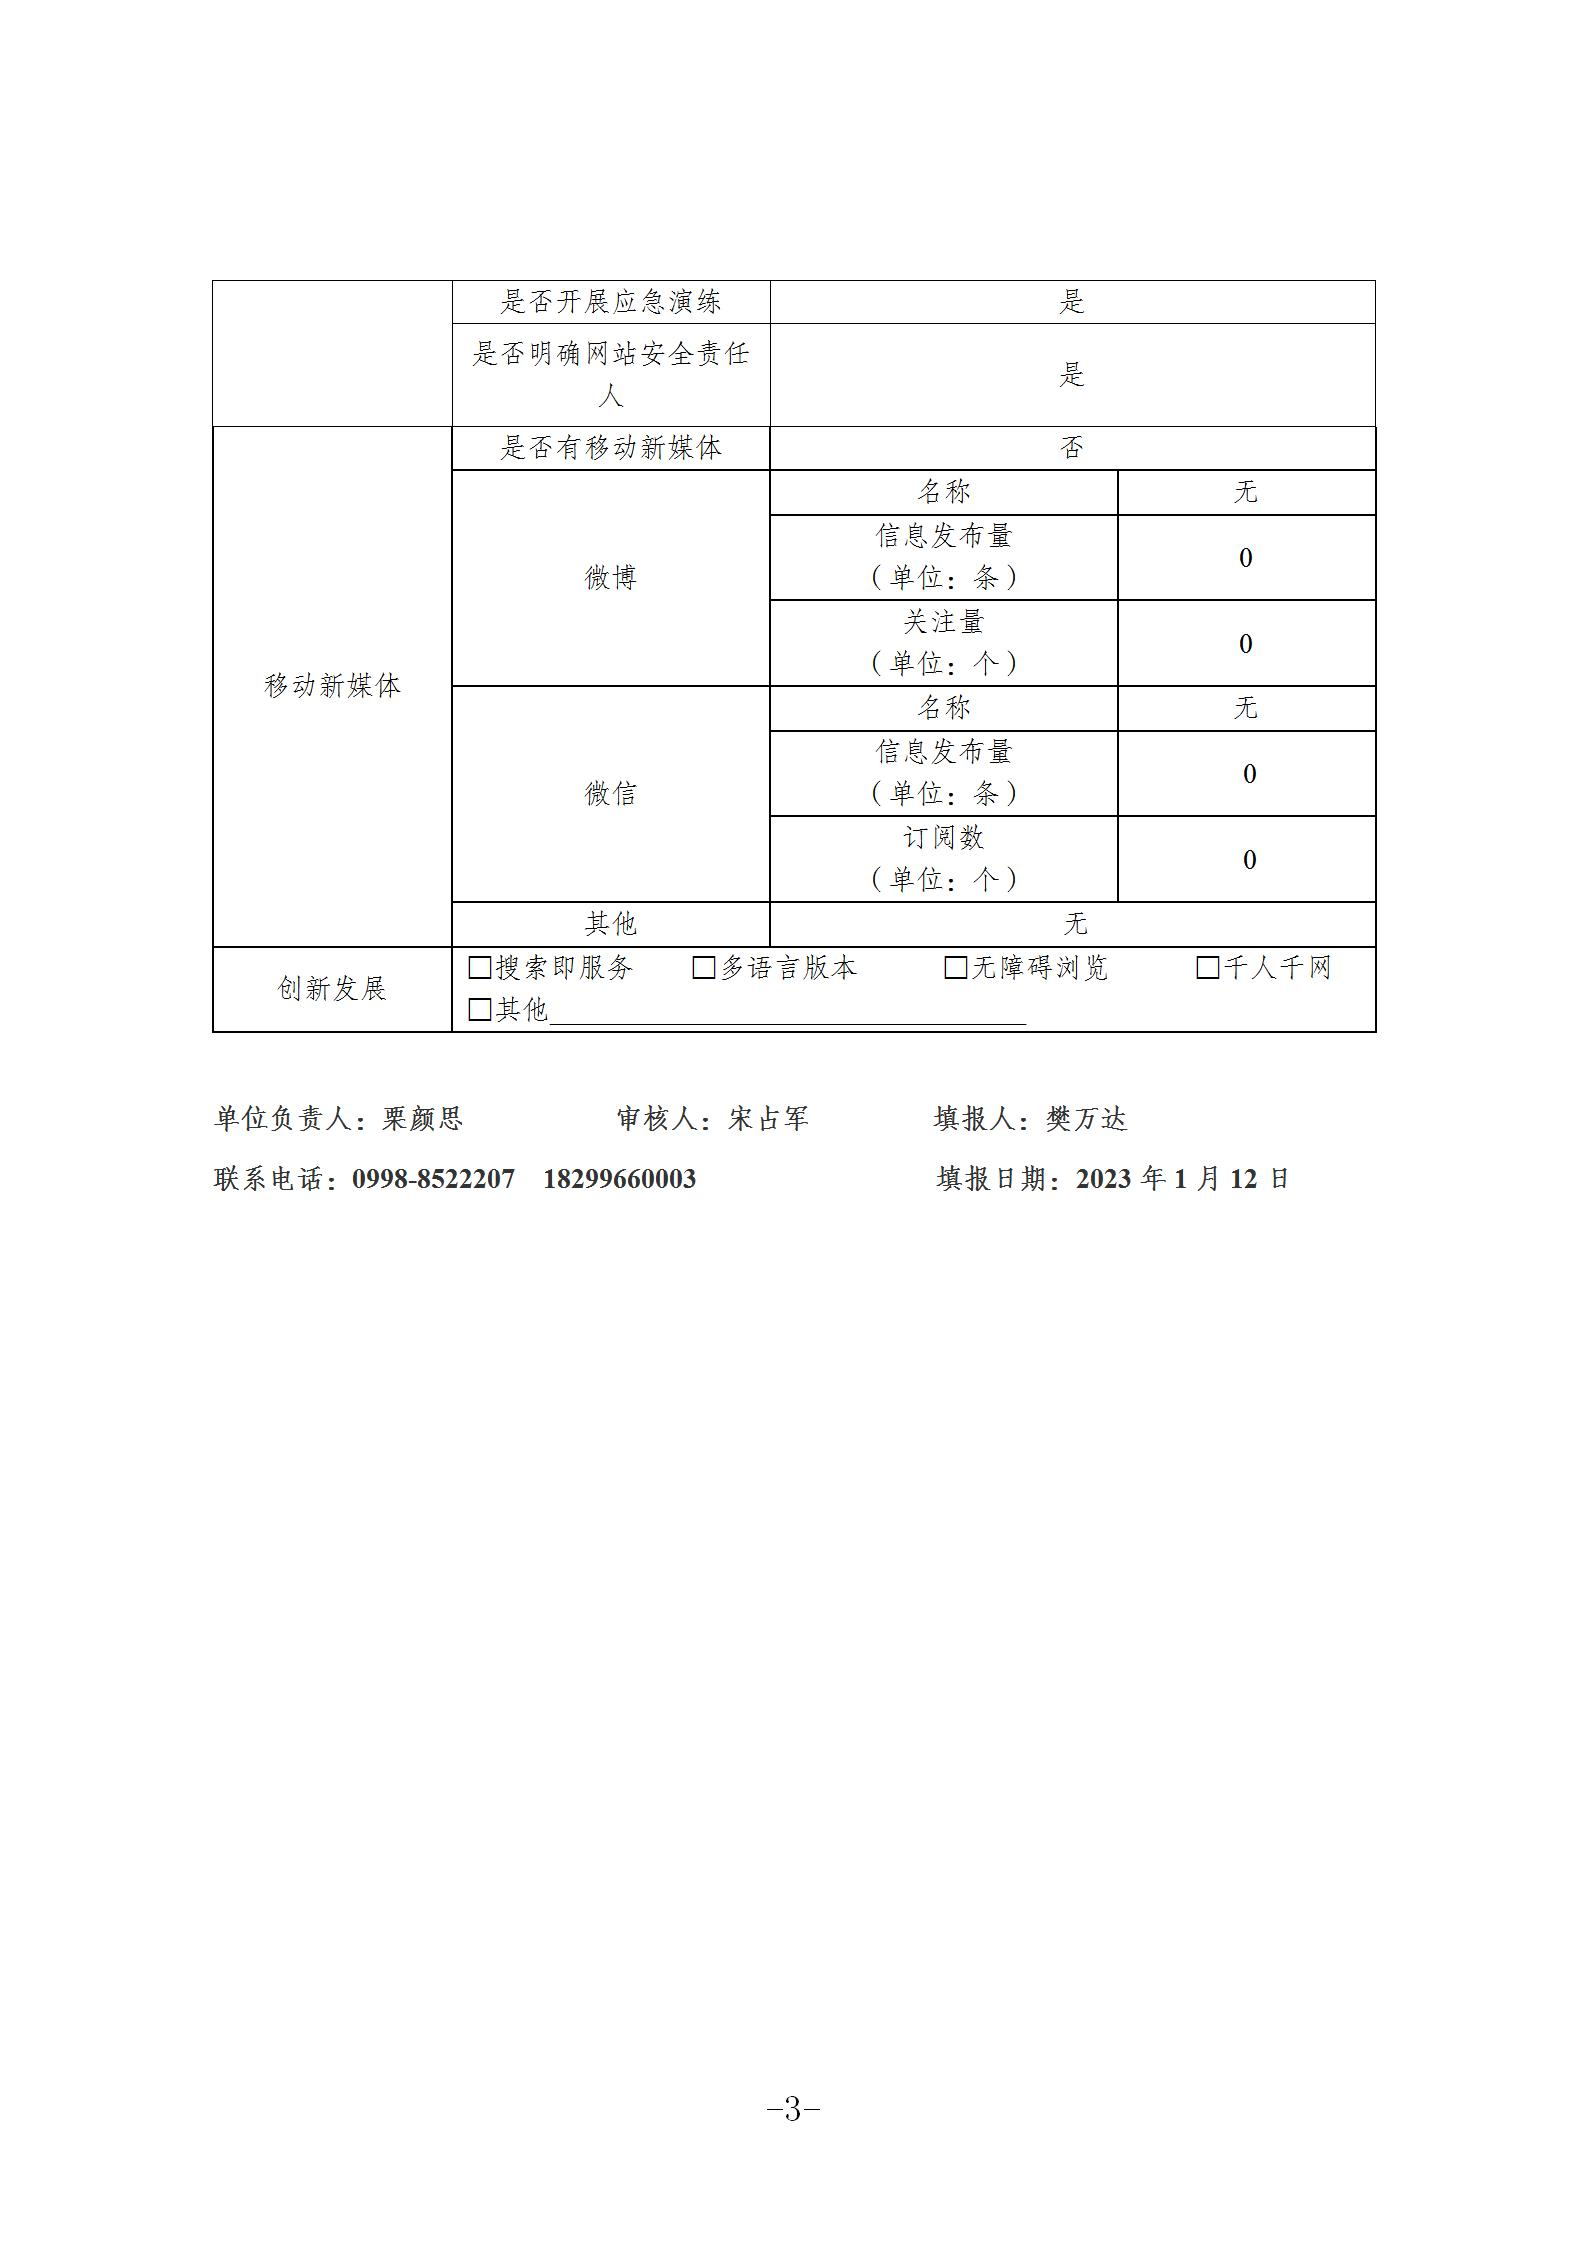 是否开展应急演练 是
是否明确网站安全责任
人
是
是否有移动新媒体 否
移动新媒体
微博
名称 无
信息发布量
（单位：条）
0
关注量
（单位：个）
0
微信
名称 无
信息发布量
（单位：条）
0
订阅数
（单位：个）
0
其他 无
创新发展
□搜索即服务 □多语言版本 □无障碍浏览 □千人千网
□其他
单位负责人：栗颜思 审核人：宋占军 填报人：樊万达
联系电话：0998-8522207 18299660003 填报日期：2023 年 1 月 12 日
-3-